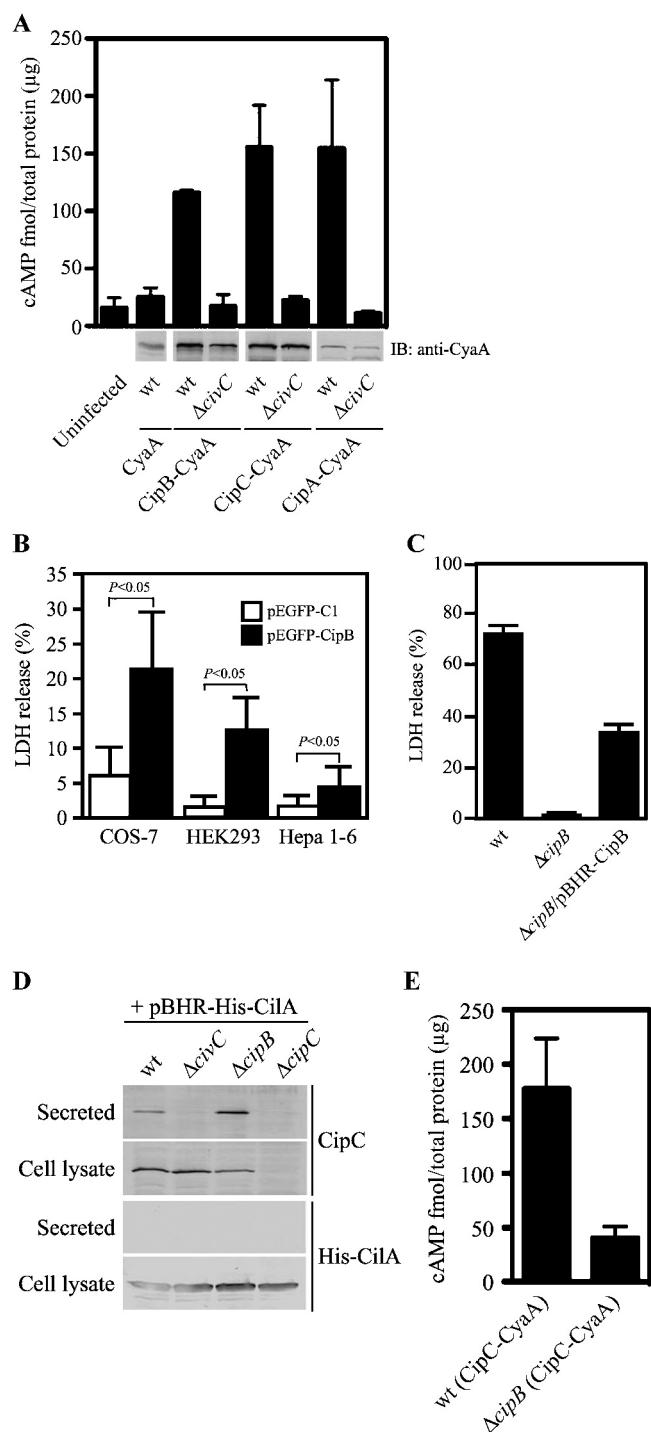 A
cAMP fmol/total protein (µg)
250
200
150
100
50
0
IB: anti-CyaA
Uninfected
wt
wt
ΔcivC
wt
ΔcivC
wt
ΔcivC
CyaA
CipB-CyaA
CipC-CyaA
CipA-CyaA
B
LDH release (%)
35
30
25
20
15
10
5
0
P<0.05
P<0.05
P<0.05
pEGFP-C1
pEGFP-CipB
COS-7
HEK293
Hepa 1-6
C
LDH release (%)
100
80
60
40
20
0
wt
ΔcipB
ΔcipB/pBHR-CipB
D
+ pBHR-His-CilA
wt
ΔcivC
ΔcipB
ΔcipC
Secreted
Cell lysate
CipC
Secreted
Cell lysate
His-CilA
E
cAMP fmol/total protein (µg)
250
200
150
100
50
0
wt (CipC-CyaA)
ΔcipB (CipC-CyaA)